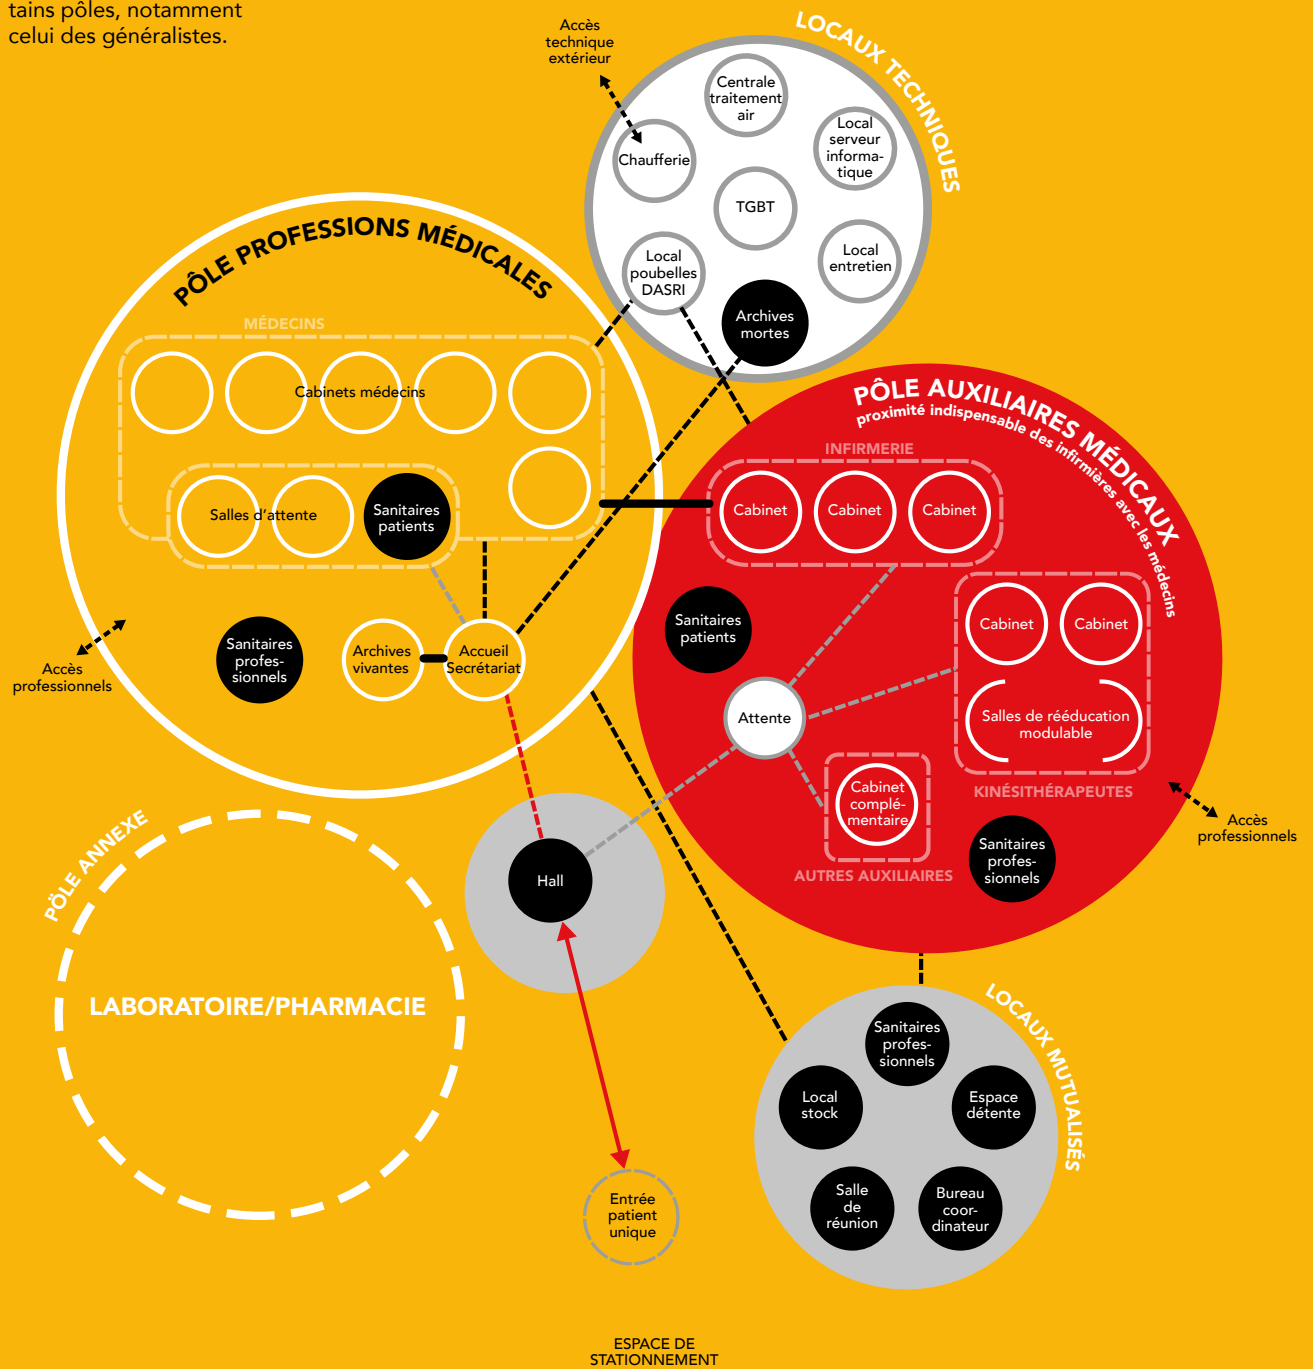 tains pôles, notamment
celui des généralistes.
Accès
technique
extérieur
LOCAUX TECHNIQUES
Centrale
traitement
air
Local
serveur
informa-
tique
Chaufferie
TGBT
Local
entretien
Local
poubelles
DASRI
Archives
mortes
PÔLE PROFESSIONS MÉDICALES
MÉDECINS
Cabinets médecins
Salles d'attente
Sanitaires
patients
Sanitaires
profes-
sionnels
Archives
vivantes
Accueil
Secrétariat
Accès
professionnels
PÔLE AUXILIAIRES MÉDICAUX
proximité indispensable des infirmières avec les médecins
INFIRMERIE
Cabinet
Cabinet
Cabinet
Sanitaires
patients
Cabinet
Cabinet
Salles de rééducation
modulable
KINÉSITHÉRAPEUTES
Attente
Cabinet
complé-
mentaire
AUTRES AUXILIAIRES
Sanitaires
profes-
sionnels
Accès
professionnels
PÖLE ANNEXE
LABORATOIRE/PHARMACIE
Hall
LOCAUX MUTUALISÉS
Sanitaires
profes-
sionnels
Local
stock
Espace
détente
Salle
de
réunion
Bureau
coor-
dinateur
Entrée
patient
unique
ESPACE DE
STATIONNEMENT